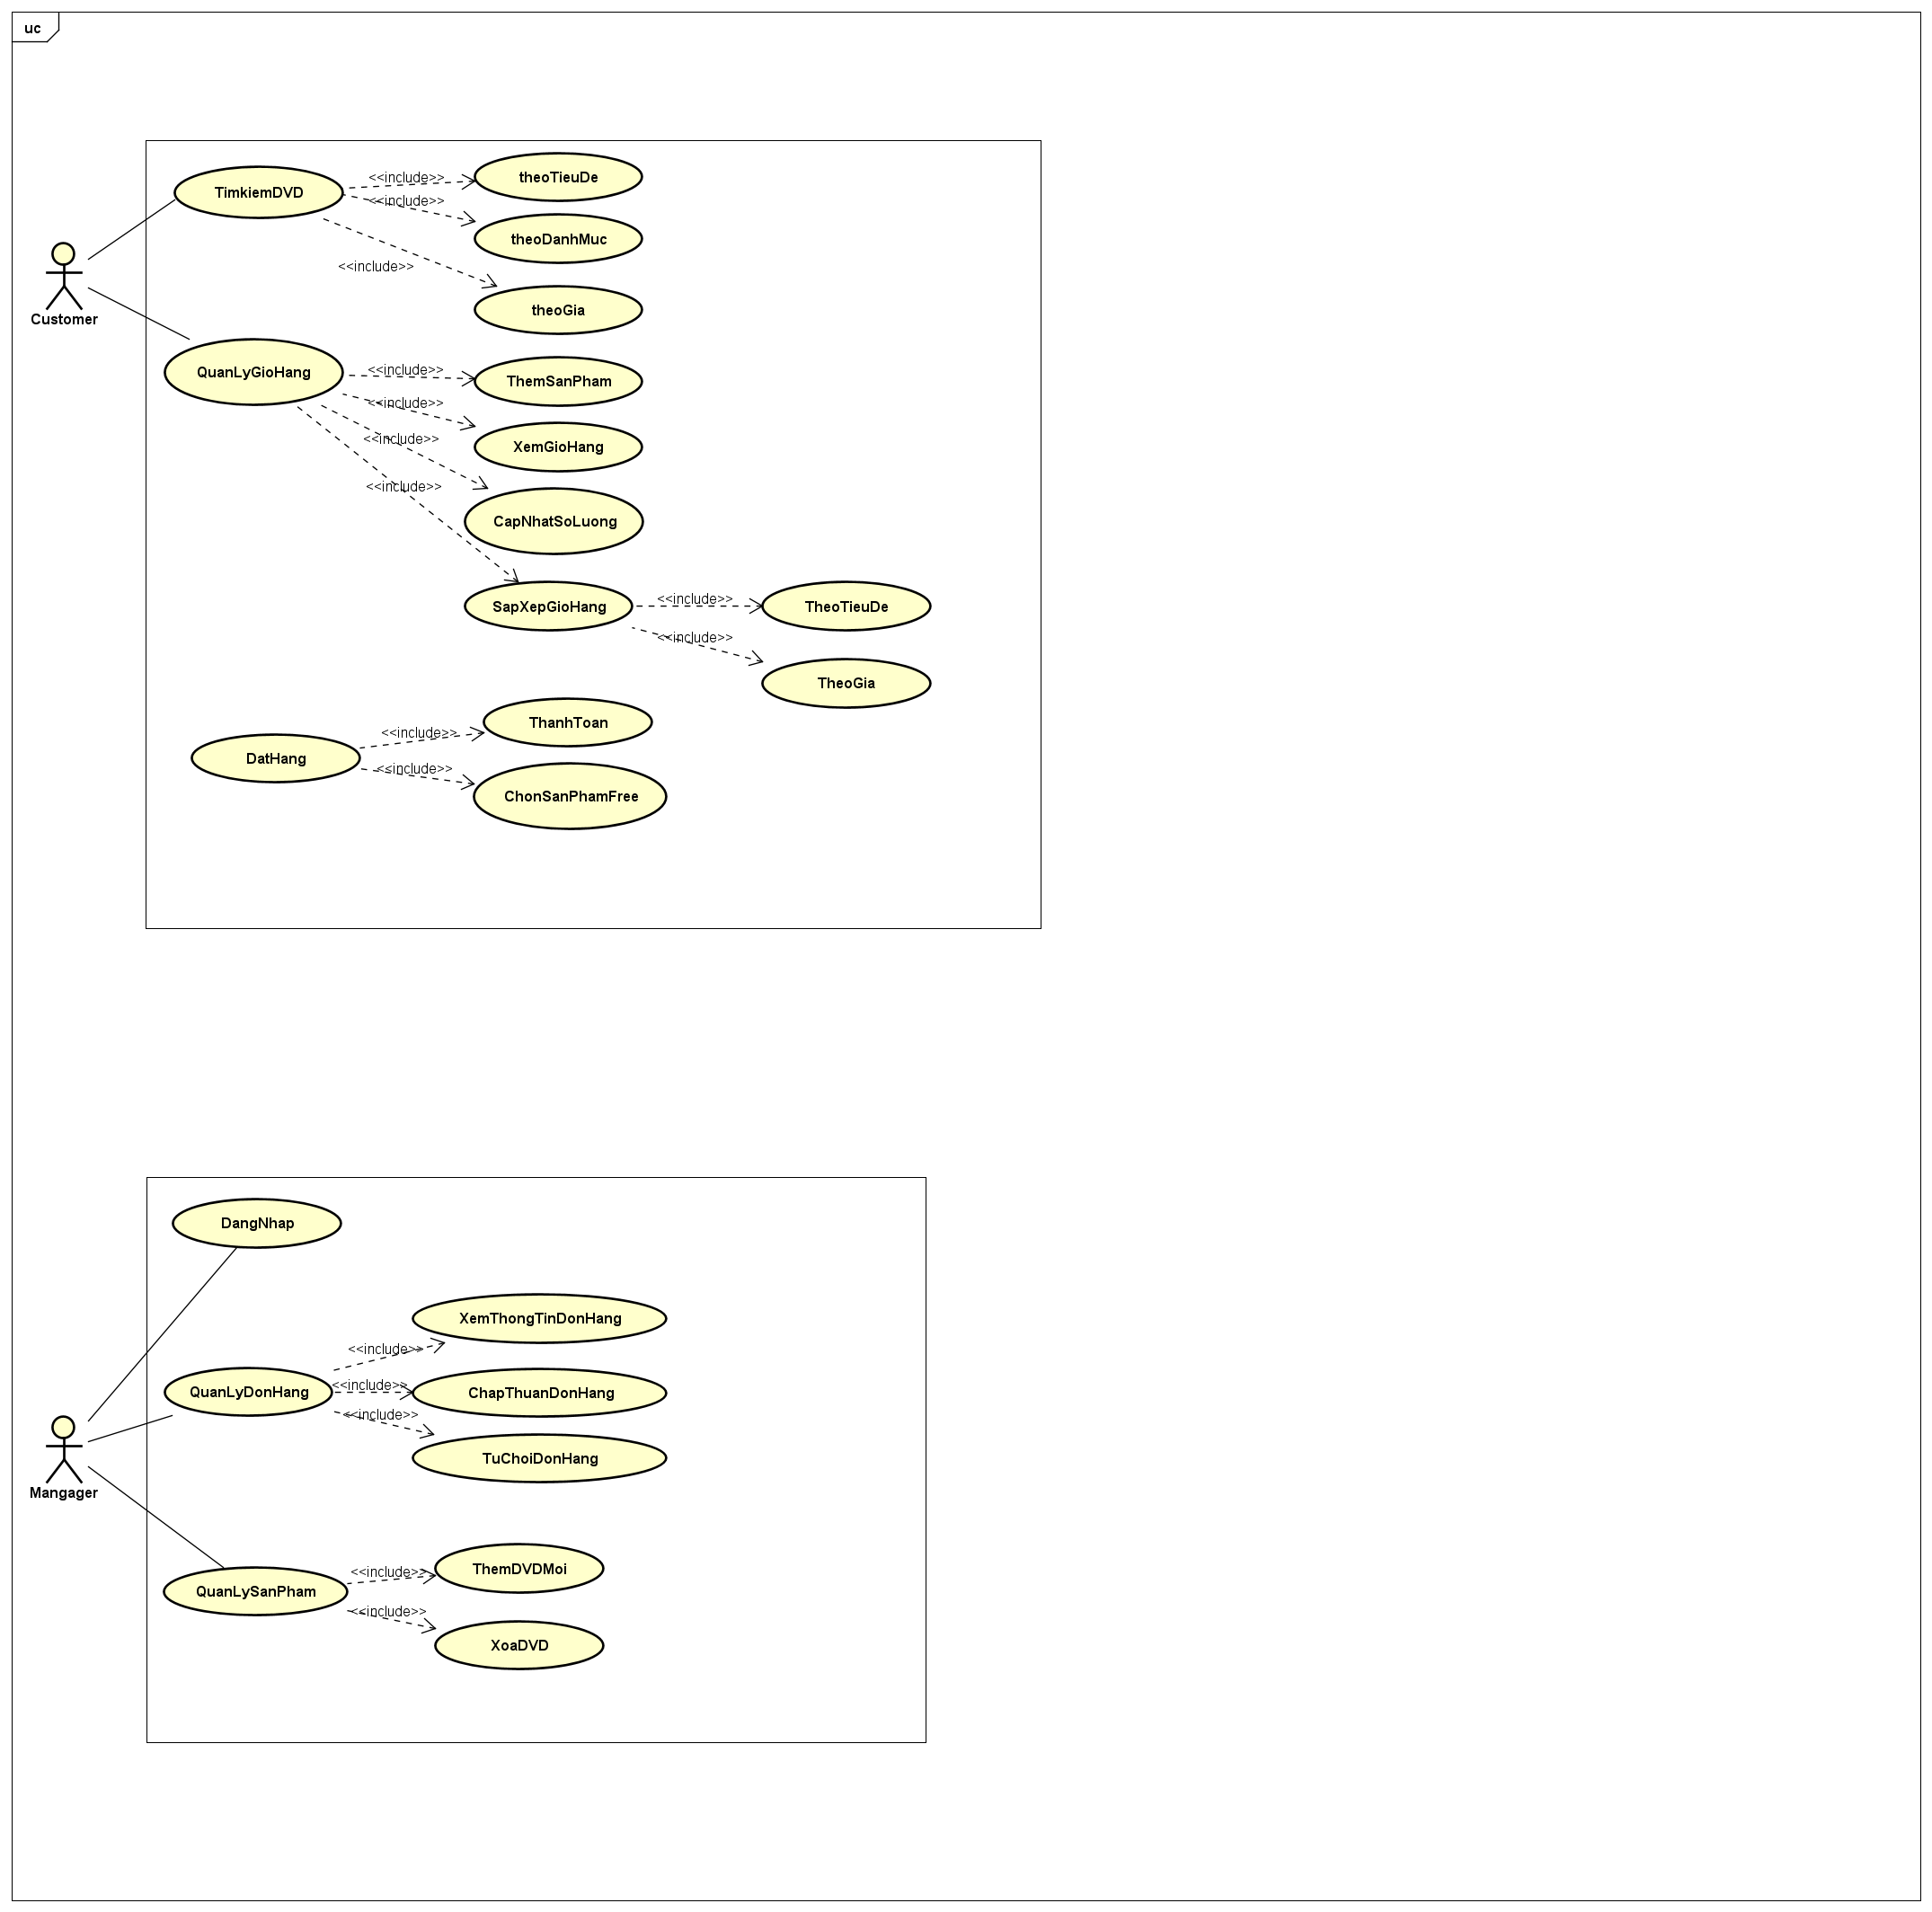 uc
TimkiemDVD
<<include>>
theoTieuDe
<<include>>
theoDanhMuc
<<include>>
theoGia
Customer
QuanLyGioHang
<<include>>
ThemSanPham
<<include>>
XemGioHang
<<include>>
CapNhatSoLuong
<<include>>
SapXepGioHang
<<include>>
TheoTieuDe
<<include>>
TheoGia
DatHang
<<include>>
ThanhToan
<<include>>
ChonSanPhamFree
DangNhap
XemThongTinDonHang
<<include>>
QuanLyDonHang
<<include>>
ChapThuanDonHang
<<include>>
TuChoiDonHang
Mangager
QuanLySanPham
<<include>>
ThemDVDMoi
<<include>>
XoaDVD